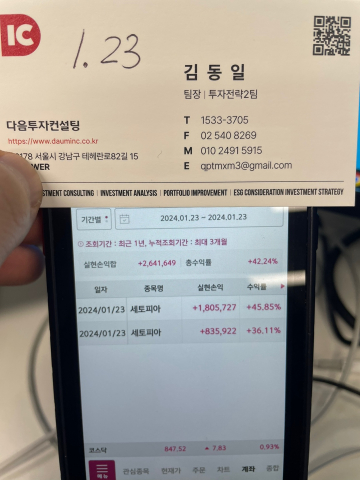 IC
1.23
김동일
팀장 | 투자전략2팀
다음투자컨설팅
https://www.dauminc.co.kr
178 서울시 강남구 테헤란로82길 15
WER
T 1533-3705
F 02 540 8269
M 010 2491 5915
E qptmxm3@gmail.com
STMENT CONSULTING | INVESTMENT ANALYSIS | PORTFOLIO IMPROVEMENT | ESG CONSIDERATION INVESTMENT STRATEGY
기간별 2024.01.23 ~ 2024.01.23
조회기간 : 최근 1년, 누적조회기간 : 최대 3개월
실현손익합 +2,641,649 총수익률 +42.24%
일자 종목명 실현손익 수익률
2024/01/23 세토피아 +1,805,727 +45.85%
2024/01/23 세토피아 +835,922 +36.11%
코스닥 847.52 ▲ 7.83 0.93%
메뉴 관심종목 현재가 주문 차트 계좌 종합